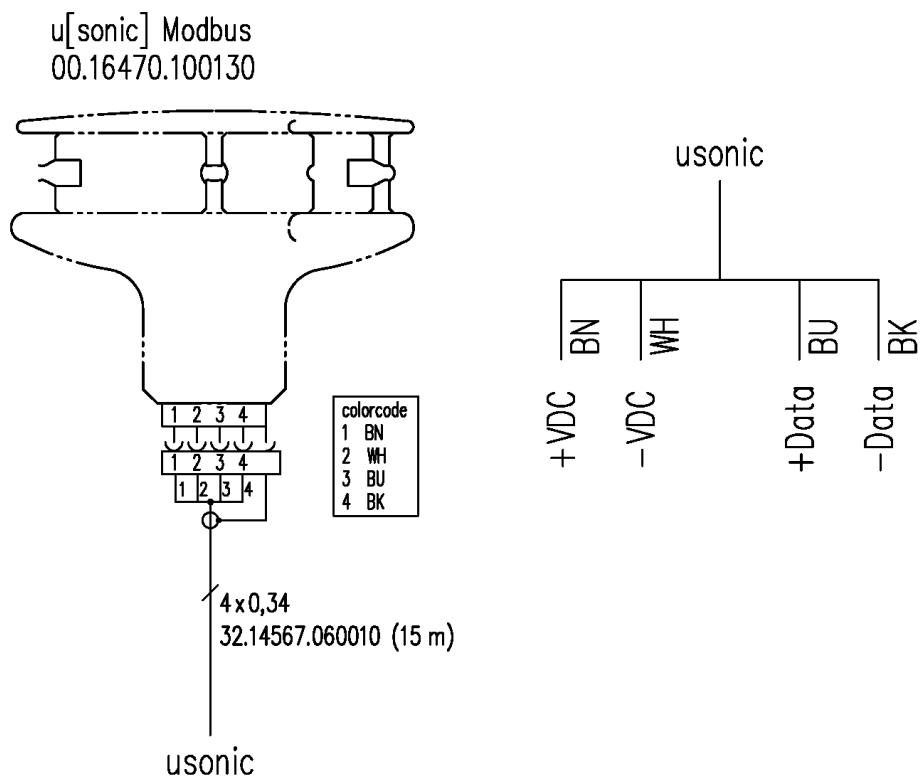 u[sonic] Modbus
00.16470.100130
1 2 3 4
1 2 3 4
1 2 3 4
colorcode
1 BN
2 WH
3 BU
4 BK
4x0,34
32.14567.060010 (15 m)
usonic
usonic
BN
WH
BU
BK
+VDC
-VDC
+Data
-Data